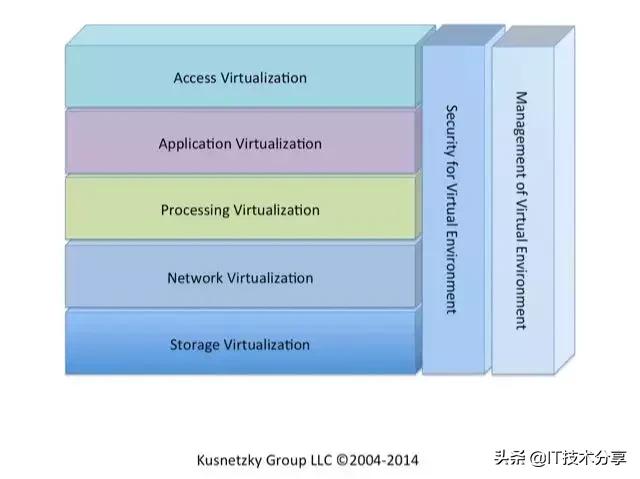 Access Virtualization
Application Virtualization
Processing Virtualization
Network Virtualization
Storage Virtualization
Security for Virtual Environment
Management of Virtual Environment
Kusnetzky Group LLC ©2004-2014
头条 @IT技术分享